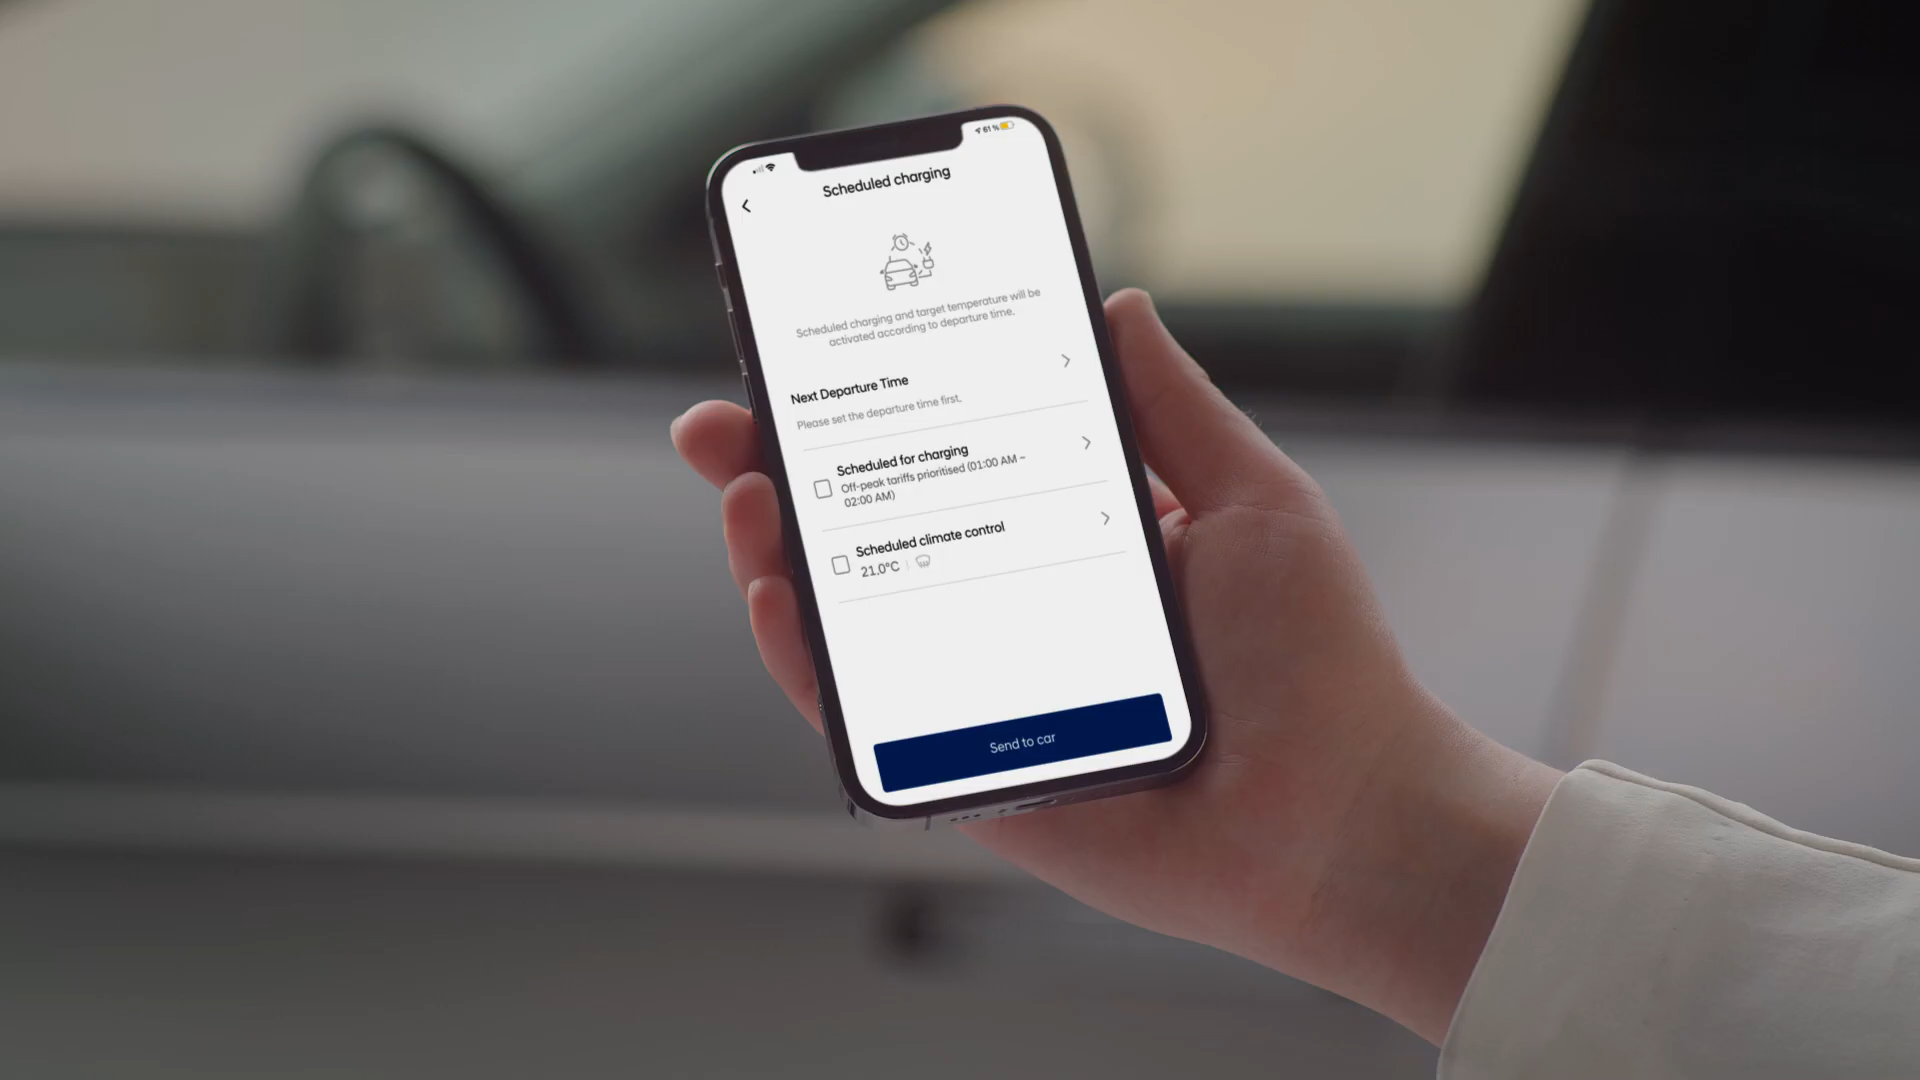 61 %
Scheduled charging
Scheduled charging and target temperature will be
activated according to departure time.
Next Departure Time
Please set the departure time first.
Scheduled for charging
Off-peak tariffs prioritised (01:00 AM ~
02:00 AM)
Scheduled climate control
21.0°C
Send to car